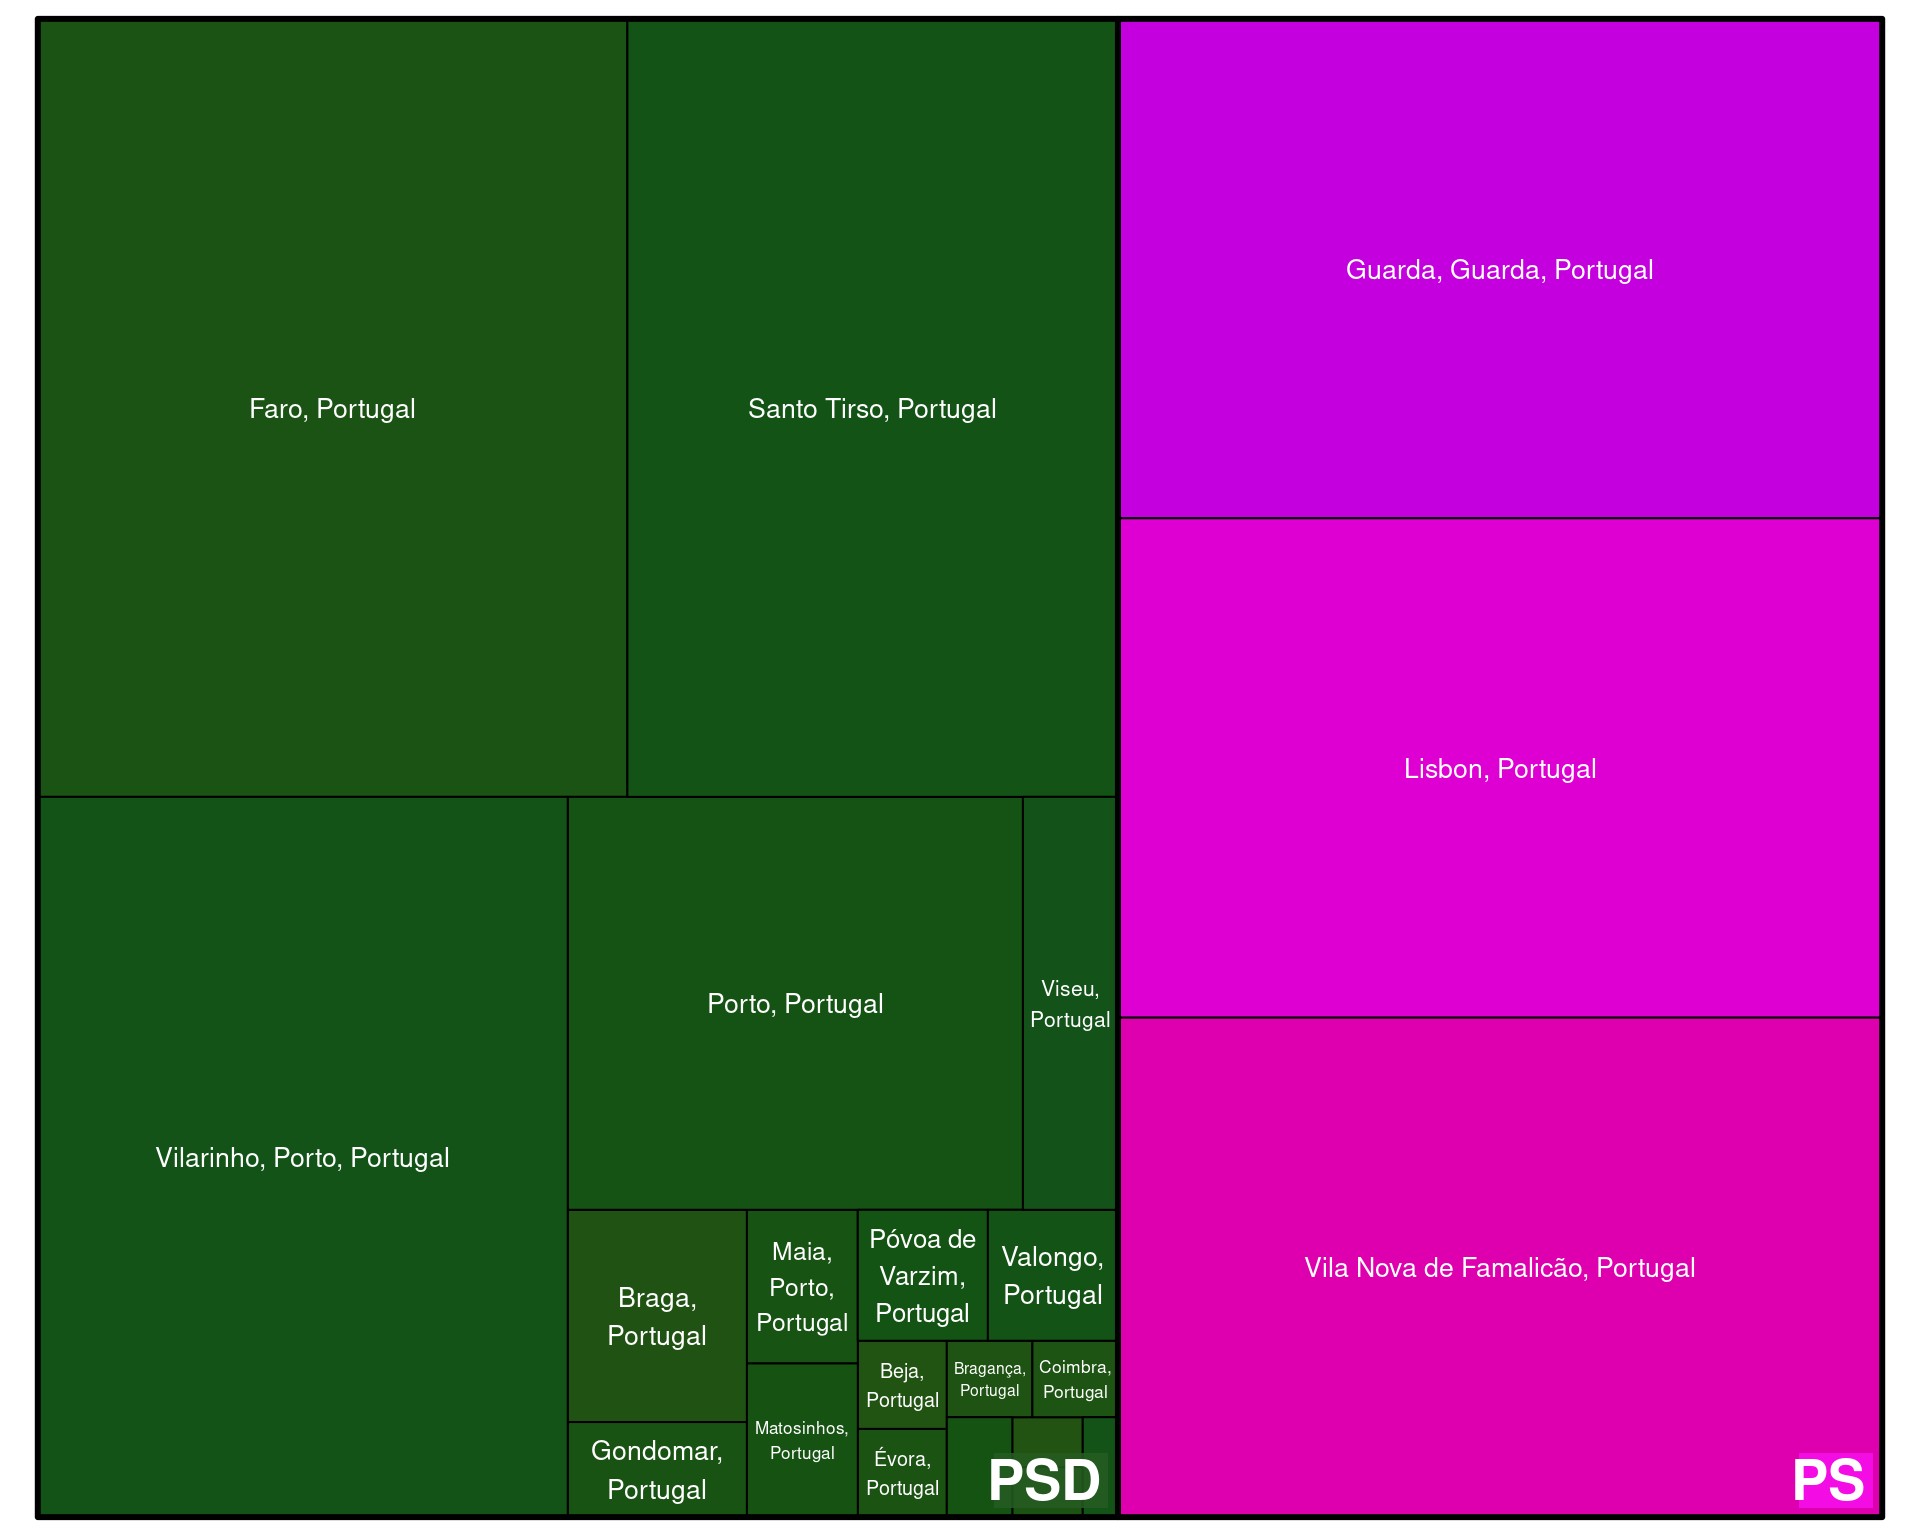 Faro, Portugal
Santo Tirso, Portugal
Guarda, Guarda, Portugal
Lisbon, Portugal
Vilarinho, Porto, Portugal
Porto, Portugal
Viseu,
Portugal
Braga,
Portugal
Gondomar,
Portugal
Maia,
Porto,
Portugal
Matosinhos,
Portugal
Póvoa de
Varzim,
Portugal
Valongo,
Portugal
Beja,
Portugal
Bragança,
Portugal
Coimbra,
Portugal
Évora,
Portugal
PSD
Vila Nova de Famalicão, Portugal
PS